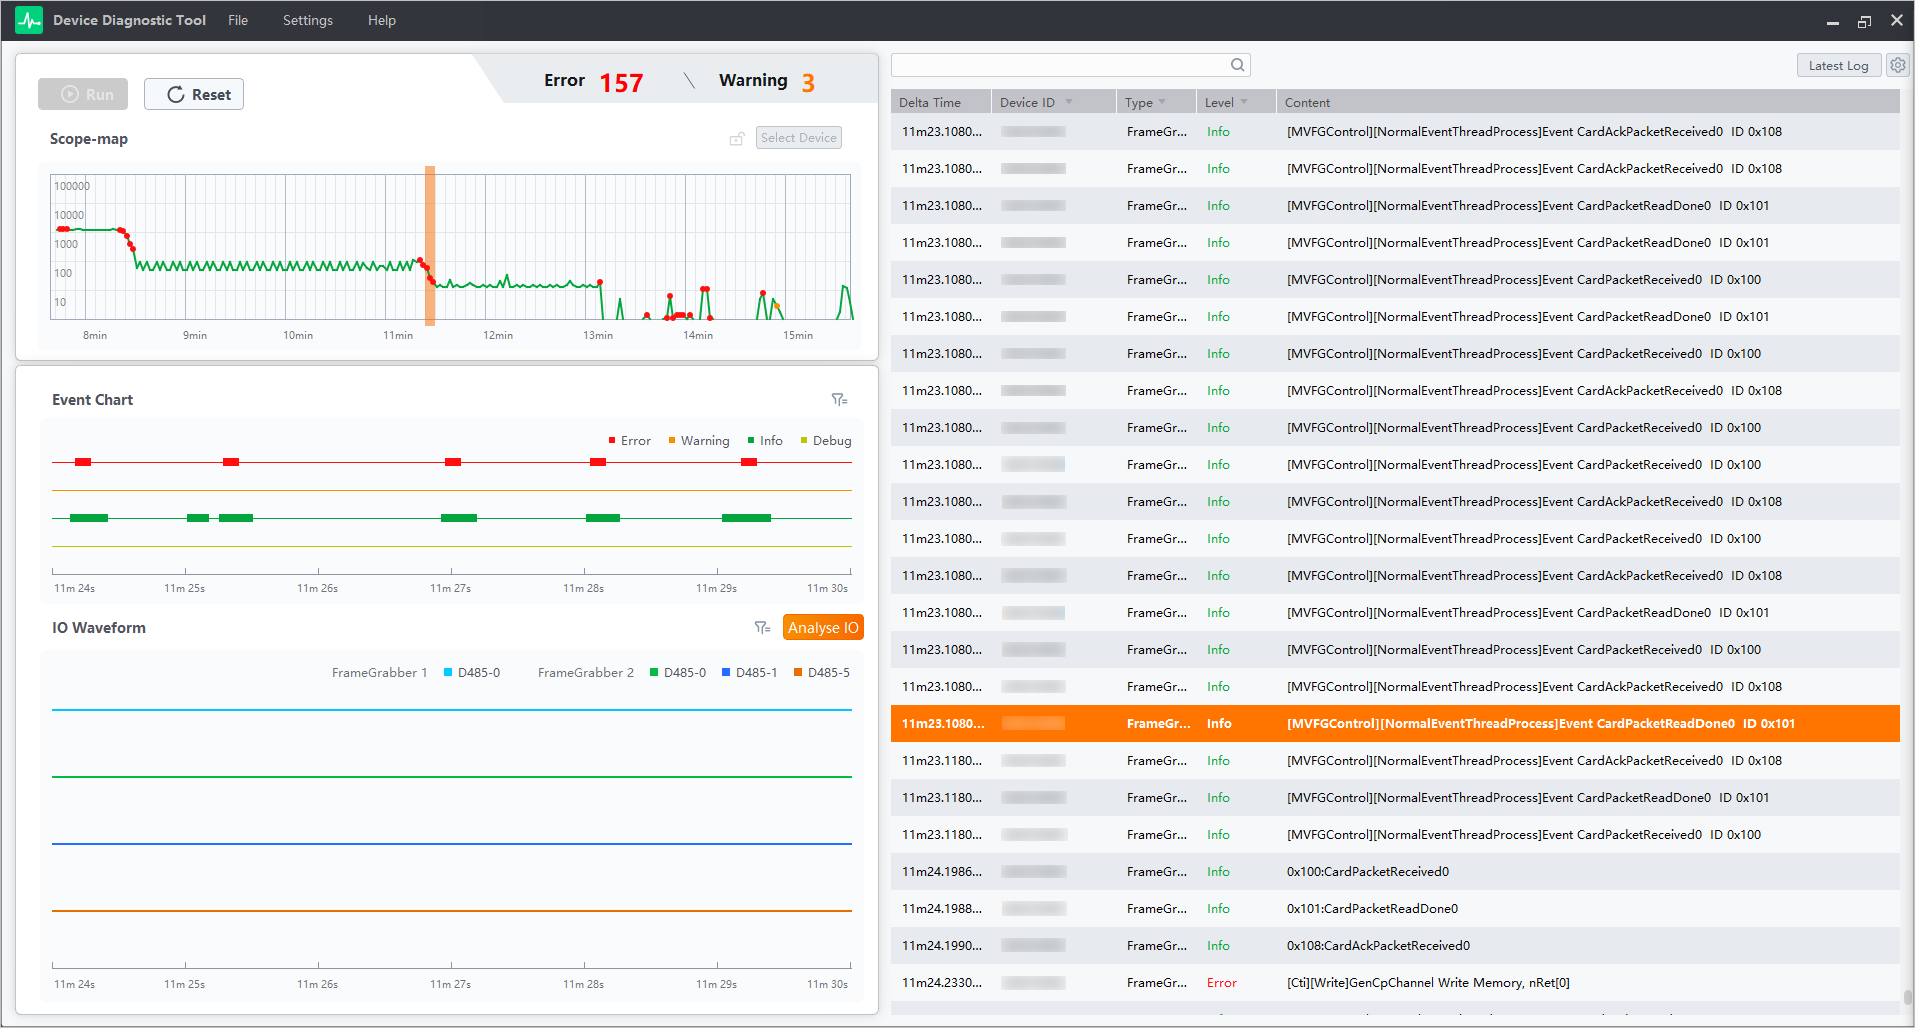 Device Diagnostic Tool File Settings Help
Run Reset
Error 157 Warning 3
Scope-map
Select Device
100000
10000
1000
100
10
8min 9min 10min 11min 12min 13min 14min 15min
Event Chart
Error Warning Info Debug
11m 24s 11m 25s 11m 26s 11m 27s 11m 28s 11m 29s 11m 30s
IO Waveform
Analyse IO
FrameGrabber 1 D485-0 FrameGrabber 2 D485-0 D485-1 D485-5
11m 24s 11m 25s 11m 26s 11m 27s 11m 28s 11m 29s 11m 30s
Latest Log
Delta Time Device ID Type Level Content
11m23.1080... FrameGr... Info [MVFGControl][NormalEventThreadProcess]Event CardAckPacketReceived0 ID 0x108
11m23.1080... FrameGr... Info [MVFGControl][NormalEventThreadProcess]Event CardAckPacketReceived0 ID 0x108
11m23.1080... FrameGr... Info [MVFGControl][NormalEventThreadProcess]Event CardPacketReadDone0 ID 0x101
11m23.1080... FrameGr... Info [MVFGControl][NormalEventThreadProcess]Event CardPacketReadDone0 ID 0x101
11m23.1080... FrameGr... Info [MVFGControl][NormalEventThreadProcess]Event CardPacketReceived0 ID 0x100
11m23.1080... FrameGr... Info [MVFGControl][NormalEventThreadProcess]Event CardPacketReadDone0 ID 0x101
11m23.1080... FrameGr... Info [MVFGControl][NormalEventThreadProcess]Event CardPacketReceived0 ID 0x100
11m23.1080... FrameGr... Info [MVFGControl][NormalEventThreadProcess]Event CardAckPacketReceived0 ID 0x108
11m23.1080... FrameGr... Info [MVFGControl][NormalEventThreadProcess]Event CardPacketReceived0 ID 0x100
11m23.1080... FrameGr... Info [MVFGControl][NormalEventThreadProcess]Event CardPacketReceived0 ID 0x100
11m23.1080... FrameGr... Info [MVFGControl][NormalEventThreadProcess]Event CardAckPacketReceived0 ID 0x108
11m23.1080... FrameGr... Info [MVFGControl][NormalEventThreadProcess]Event CardPacketReceived0 ID 0x100
11m23.1080... FrameGr... Info [MVFGControl][NormalEventThreadProcess]Event CardAckPacketReceived0 ID 0x108
11m23.1080... FrameGr... Info [MVFGControl][NormalEventThreadProcess]Event CardPacketReadDone0 ID 0x101
11m23.1080... FrameGr... Info [MVFGControl][NormalEventThreadProcess]Event CardPacketReceived0 ID 0x100
11m23.1080... FrameGr... Info [MVFGControl][NormalEventThreadProcess]Event CardAckPacketReceived0 ID 0x108
11m23.1080... FrameGr... Info [MVFGControl][NormalEventThreadProcess]Event CardPacketReadDone0 ID 0x101
11m23.1180... FrameGr... Info [MVFGControl][NormalEventThreadProcess]Event CardAckPacketReceived0 ID 0x108
11m23.1180... FrameGr... Info [MVFGControl][NormalEventThreadProcess]Event CardPacketReadDone0 ID 0x101
11m23.1180... FrameGr... Info [MVFGControl][NormalEventThreadProcess]Event CardPacketReceived0 ID 0x100
11m24.1986... FrameGr... Info 0x100:CardPacketReceived0
11m24.1988... FrameGr... Info 0x101:CardPacketReadDone0
11m24.1990... FrameGr... Info 0x108:CardAckPacketReceived0
11m24.2330... FrameGr... Error [Cti][Write]GenCpChannel Write Memory, nRet[0]